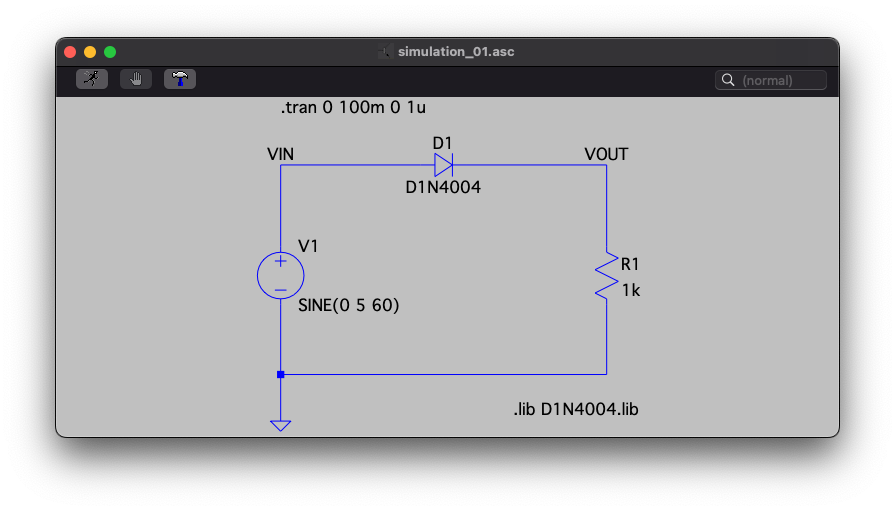 simulation_01.asc
(normal)
.tran 0 100m 0 1u
D1
VIN
VOUT
D1N4004
V1
+
R1
1k
−
SINE(0 5 60)
.lib D1N4004.lib